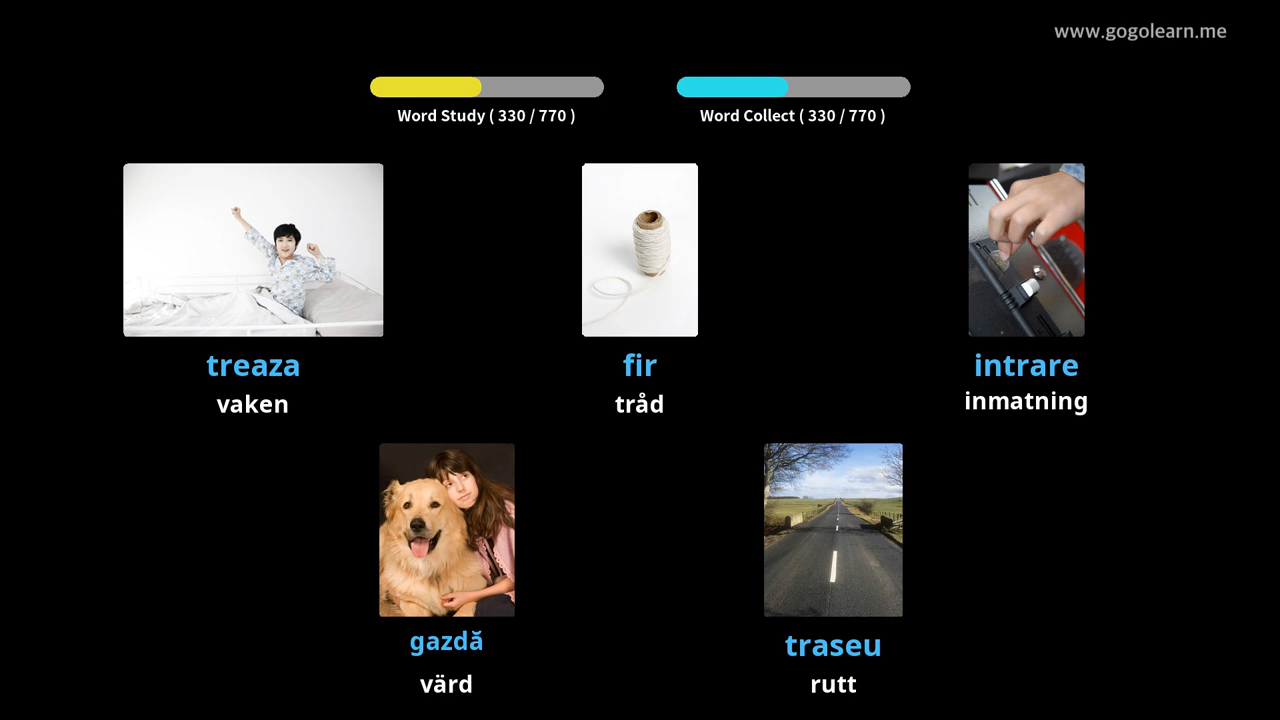 www.gogolearn.me
Word Study ( 330 / 770 )
Word Collect ( 330 / 770 )
treaza
vaken
fir
tråd
intrare
inmatning
gazdă
värd
traseu
rutt